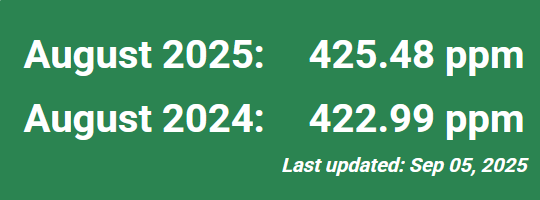 August 2025: 425.48 ppm
August 2024: 422.99 ppm
Last updated: Sep 05, 2025